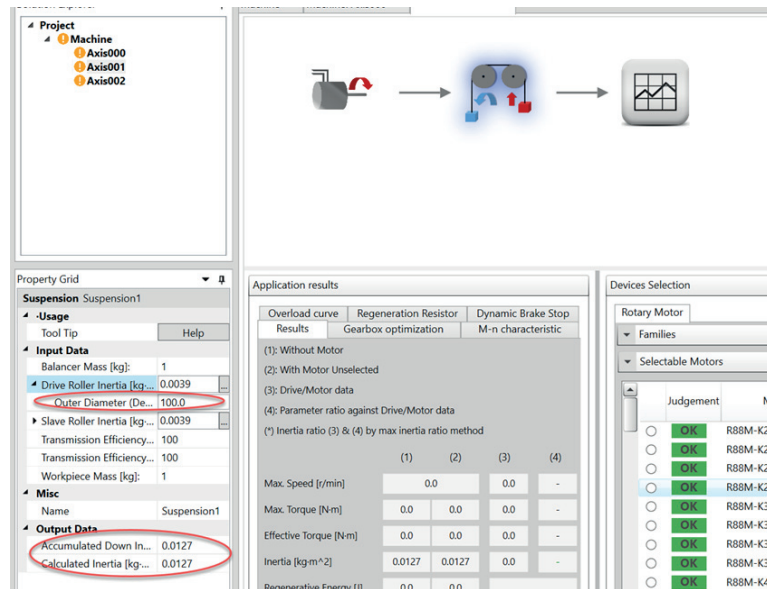 Project
Machine
Axis000
Axis001
Axis002
Property Grid
Suspension Suspension1
·Usage
Tool Tip Help
Input Data
Balancer Mass [kg]: 1
Drive Roller Inertia [kg·... 0.0039 ...
Outer Diameter (De... 100.0
Slave Roller Inertia [kg·... 0.0039 ...
Transmission Efficiency... 100
Transmission Efficiency... 100
Workpiece Mass [kg]: 1
Misc
Name Suspension1
Output Data
Accumulated Down In... 0.0127
Calculated Inertia [kg·... 0.0127
Application results
Overload curve Regeneration Resistor Dynamic Brake Stop
Results Gearbox optimization M-n characteristic
(1): Without Motor
(2): With Motor Unselected
(3): Drive/Motor data
(4): Parameter ratio against Drive/Motor data
(*) Inertia ratio (3) & (4) by max inertia ratio method
(1) (2) (3) (4)
Max. Speed [r/min] 0.0 0.0 -
Max. Torque [N·m] 0.0 0.0 0.0 -
Effective Torque [N·m] 0.0 0.0 0.0 -
Inertia [kg·m^2] 0.0127 0.0127 0.0 -
Regenerative Energy [J] 0.0 0.0
Devices Selection
Rotary Motor
Families
Selectable Motors
Judgement M
OK R88M-K2
OK R88M-K2
OK R88M-K2
OK R88M-K2
OK R88M-K3
OK R88M-K3
OK R88M-K3
OK R88M-K3
OK R88M-K4